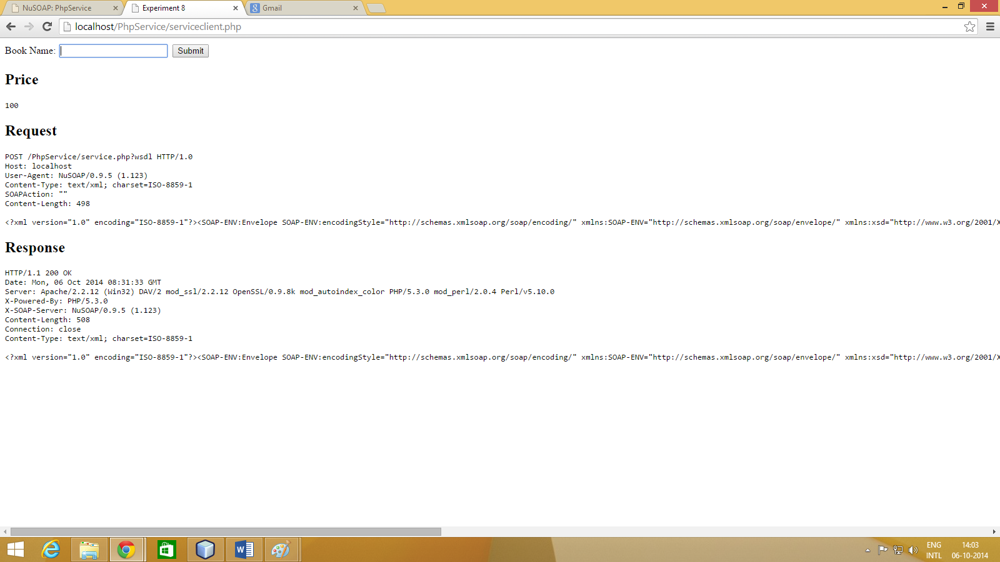 NuSOAP: PhpService
Experiment 8
Gmail
localhost/PhpService/serviceclient.php
Book Name: Submit
Price
100
Request
POST /PhpService/service.php?wsdl HTTP/1.0
Host: localhost
User-Agent: NuSOAP/0.9.5 (1.123)
Content-Type: text/xml; charset=ISO-8859-1
SOAPAction: ""
Content-Length: 498
<?xml version="1.0" encoding="ISO-8859-1"?><SOAP-ENV:Envelope SOAP-ENV:encodingStyle="http://schemas.xmlsoap.org/soap/encoding/" xmlns:SOAP-ENV="http://schemas.xmlsoap.org/soap/envelope/" xmlns:xsd="http://www.w3.org/2001/X
Response
HTTP/1.1 200 OK
Date: Mon, 06 Oct 2014 08:31:33 GMT
Server: Apache/2.2.12 (Win32) DAV/2 mod_ssl/2.2.12 OpenSSL/0.9.8k mod_autoindex_color PHP/5.3.0 mod_perl/2.0.4 Perl/v5.10.0
X-Powered-By: PHP/5.3.0
X-SOAP-Server: NuSOAP/0.9.5 (1.123)
Content-Length: 508
Connection: close
Content-Type: text/xml; charset=ISO-8859-1
<?xml version="1.0" encoding="ISO-8859-1"?><SOAP-ENV:Envelope SOAP-ENV:encodingStyle="http://schemas.xmlsoap.org/soap/encoding/" xmlns:SOAP-ENV="http://schemas.xmlsoap.org/soap/envelope/" xmlns:xsd="http://www.w3.org/2001/X
ENG 14:03
INTL 06-10-2014